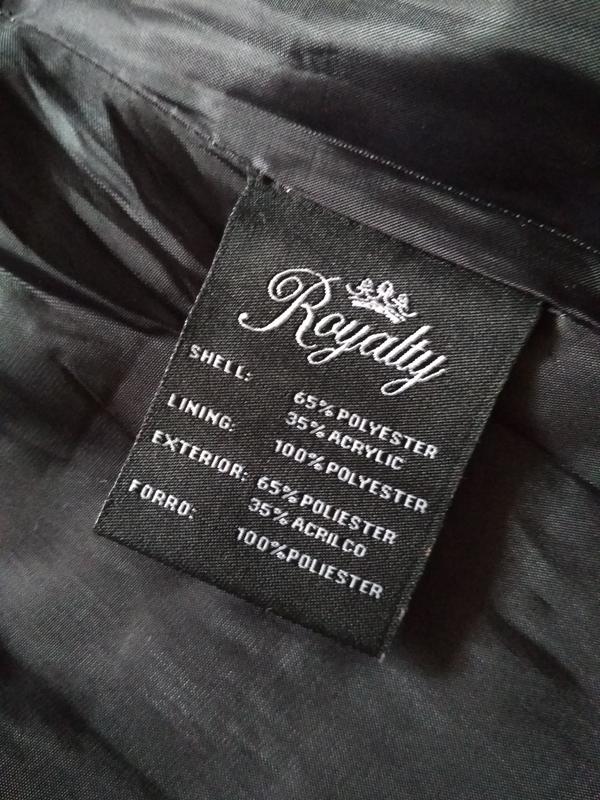 Royalty
SHELL: 65% POLYESTER
35% ACRYLIC
LINING: 100% POLYESTER
EXTERIOR: 65% POLIESTER
35% ACRILCO
FORRO: 100% POLIESTER